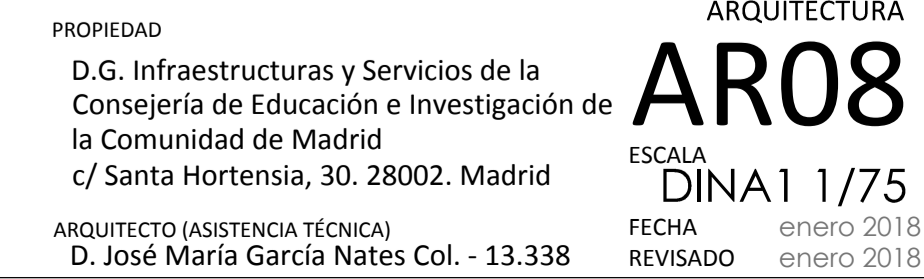 PROPIEDAD
D.G. Infraestructuras y Servicios de la
Consejería de Educación e Investigación de
la Comunidad de Madrid
c/ Santa Hortensia, 30. 28002. Madrid
ARQUITECTO (ASISTENCIA TÉCNICA)
D. José María García Nates Col. - 13.338
ARQUITECTURA
AR08
ESCALA
DINA1 1/75
FECHA enero 2018
REVISADO enero 2018